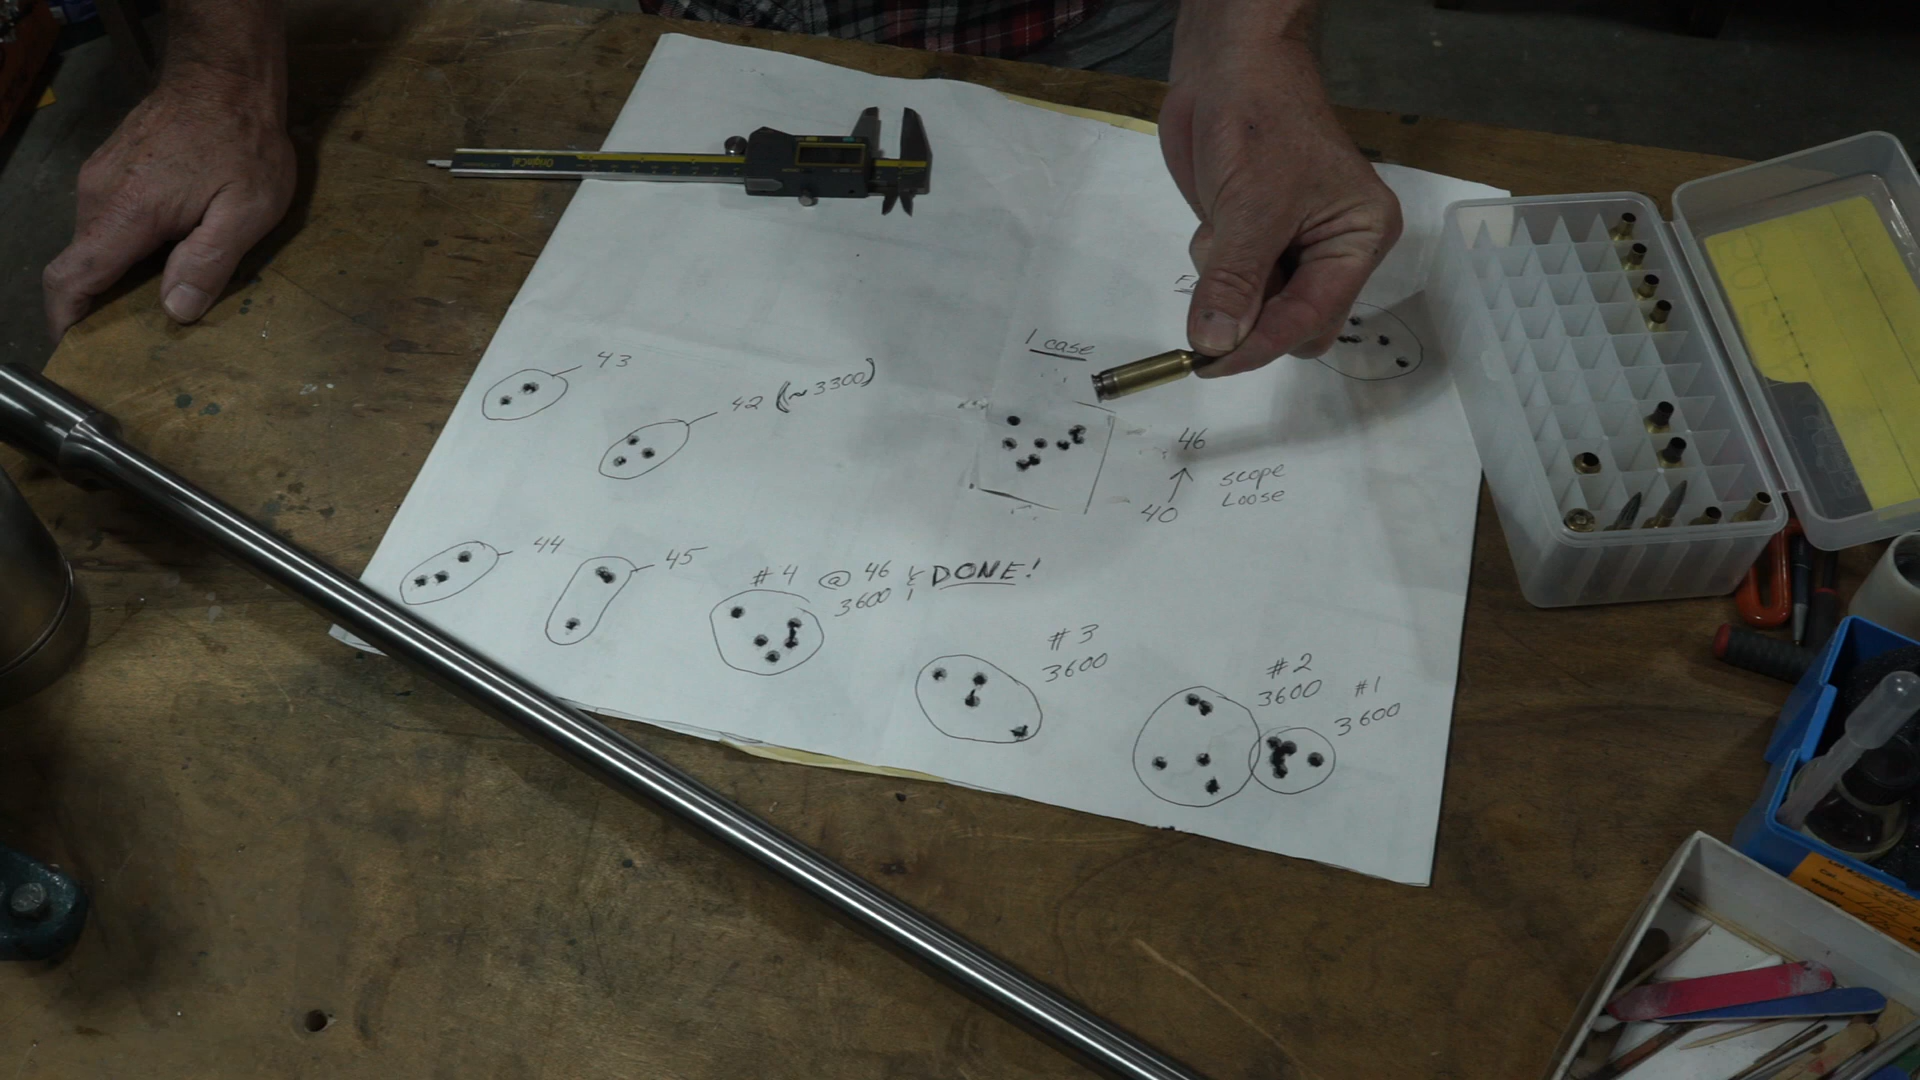 OriginCal
1 case
43
42 (~3300)
46
↑
40
scope
Loose
44
45
#4 @ 46 & DONE!
3600
#3
3600
#2
3600
#1
3600